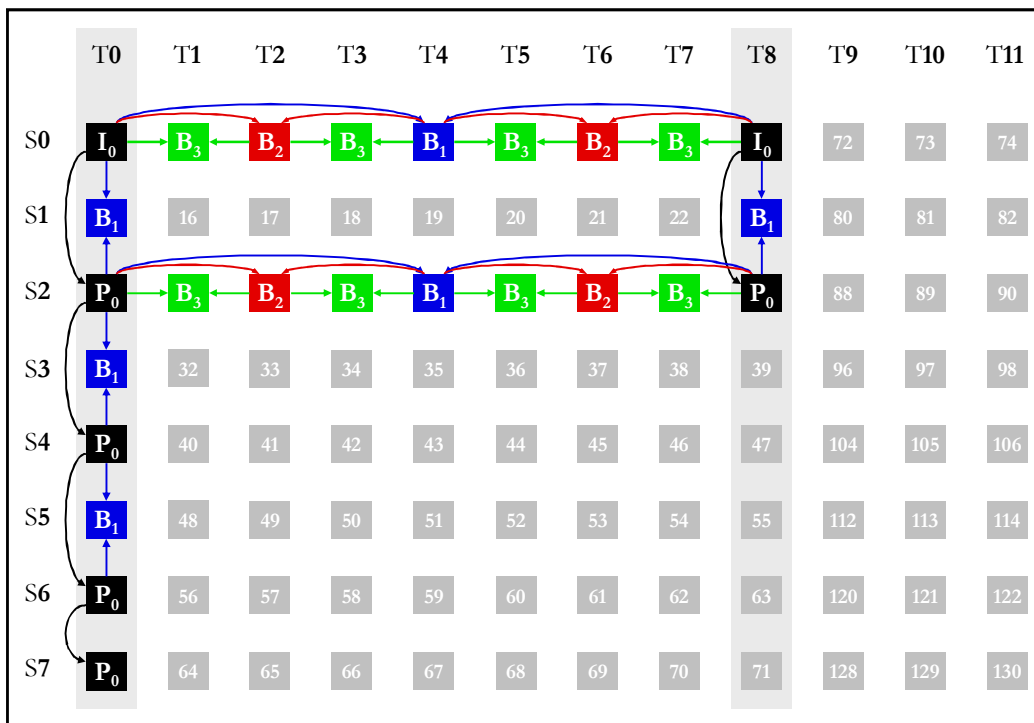 T0 T1 T2 T3 T4 T5 T6 T7 T8 T9 T10 T11
S0 I0 B3 B2 B3 B1 B3 B2 B3 I0 72 73 74
S1 B1 16 17 18 19 20 21 22 B1 80 81 82
S2 P0 B3 B2 B3 B1 B3 B2 B3 P0 88 89 90
S3 B1 32 33 34 35 36 37 38 39 96 97 98
S4 P0 40 41 42 43 44 45 46 47 104 105 106
S5 B1 48 49 50 51 52 53 54 55 112 113 114
S6 P0 56 57 58 59 60 61 62 63 120 121 122
S7 P0 64 65 66 67 68 69 70 71 128 129 130